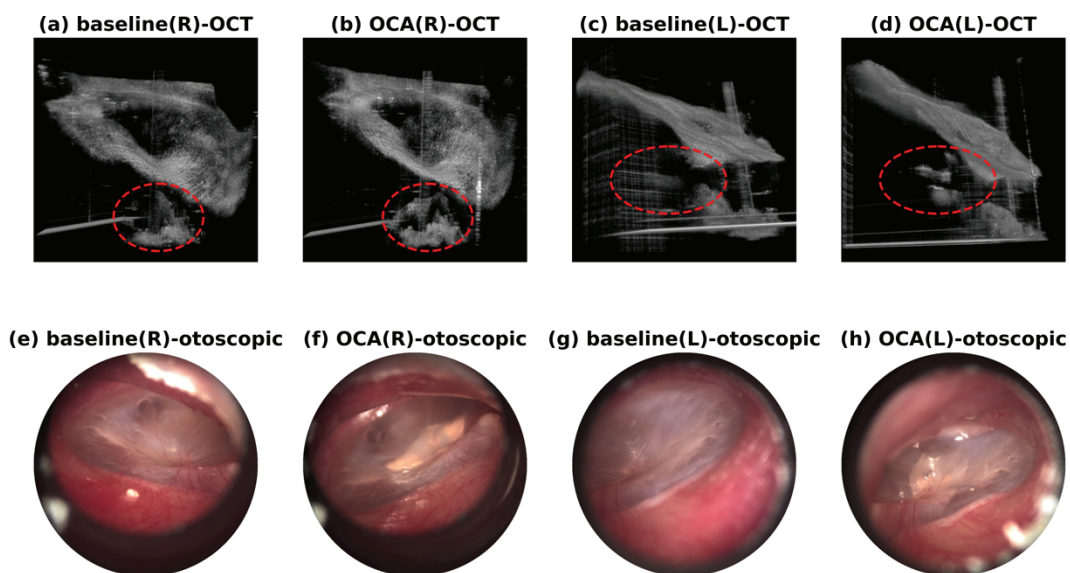 (a) baseline(R)-OCT
(b) OCA(R)-OCT
(c) baseline(L)-OCT
(d) OCA(L)-OCT
(e) baseline(R)-otoscopic
(f) OCA(R)-otoscopic
(g) baseline(L)-otoscopic
(h) OCA(L)-otoscopic